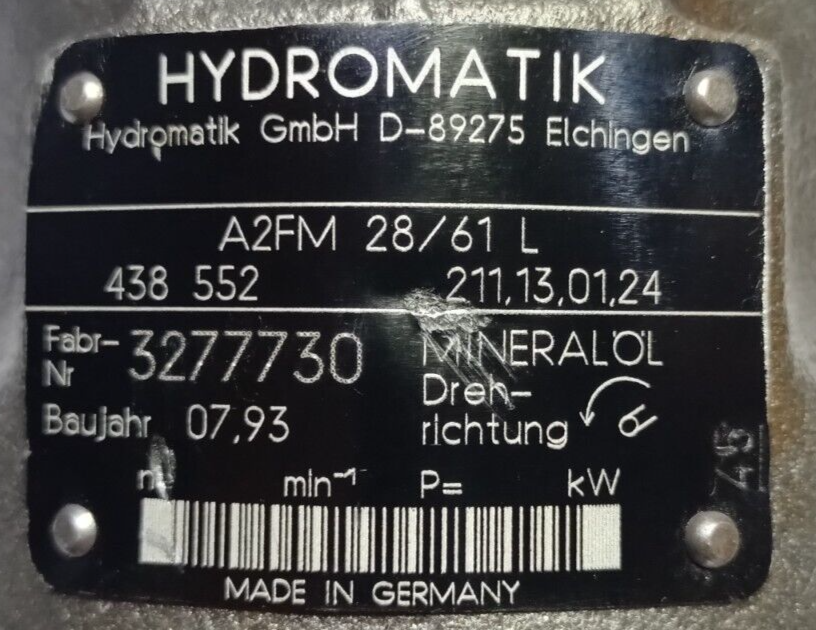 HYDROMATIK
Hydromatik GmbH D-89275 Elchingen
A2FM 28/61 L
438 552 211,13,01,24
Fabr-Nr 3277730 MINERALÖL
Baujahr 07,93 Dreh-richtung
n= min⁻¹ P= kW
MADE IN GERMANY